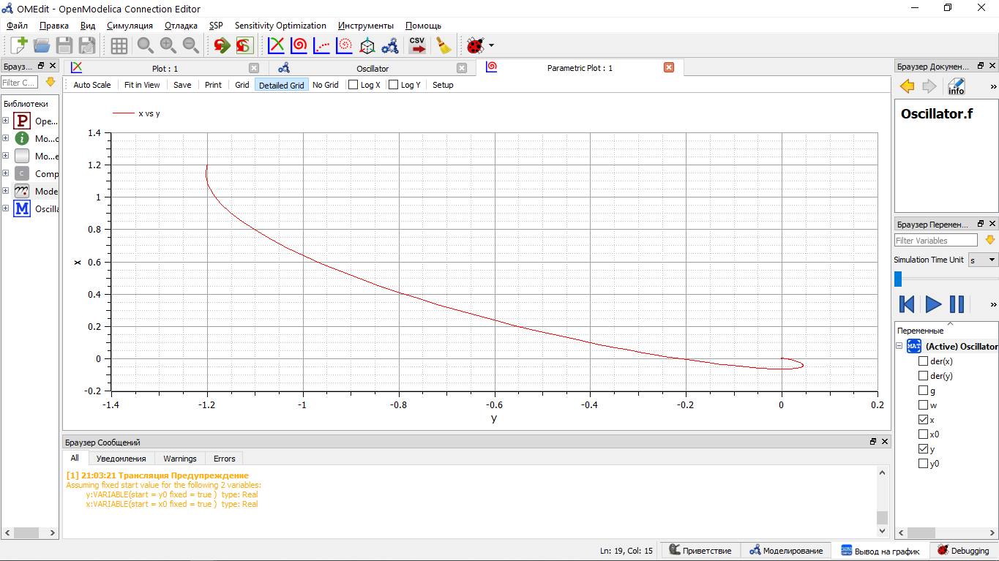 OMEdit - OpenModelica Connection Editor
Файл Правка Вид Симуляция Отладка SSP Sensitivity Optimization Инструменты Помощь
CSV
Брауз...
Plot : 1
Oscillator
Parametric Plot : 1
Браузер Докумен...
Filter C...
Auto Scale Fit in View Save Print Grid Detailed Grid No Grid Log X Log Y Setup
info
»
Библиотеки
P Оре...
i Mo...c
Mo...e
C Comp
Mode
M Oscilla
Oscillator.f
x vs y
1.4
1.2
1
0.8
0.6
0.4
0.2
0
-0.2
x
-1.4 -1.2 -1 -0.8 -0.6 -0.4 -0.2 0 0.2
y
Браузер Перемен...
Filter Variables
Simulation Time Unit s
»
Переменные
MAT (Active) Oscillator
der(x)
der(y)
g
w
x
x0
y
y0
Браузер Сообщений
All Уведомления Warnings Errors
[1] 21:03:21 Трансляция Предупреждение
Assuming fixed start value for the following 2 variables:
y:VARIABLE(start = y0 fixed = true ) type: Real
x:VARIABLE(start = x0 fixed = true ) type: Real
Ln: 19, Col: 15 Приветствие Моделирование Вывод на график Debugging